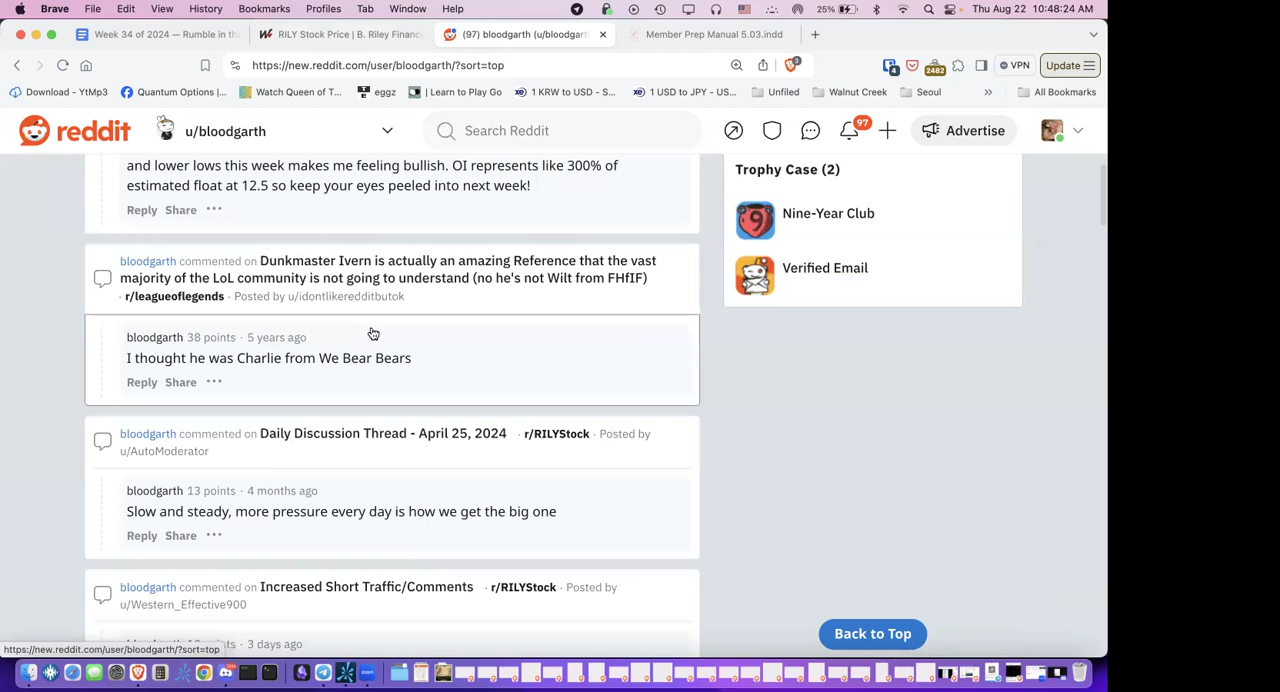 Brave File Edit View History Bookmarks Profiles Tab Window Help 25% Thu Aug 22 10:48:24 AM
Week 34 of 2024 — Rumble in th RILY Stock Price | B. Riley Financi (97) bloodgarth (u/bloodgart Member Prep Manual 5.03.indd
https://new.reddit.com/user/bloodgarth/?sort=top 3 4 2482 VPN Update
Download - YtMp3 Quantum Options |... Watch Queen of T... eggz | Learn to Play Go 1 KRW to USD - S... 1 USD to JPY - US... Unfiled Walnut Creek Seoul » All Bookmarks
reddit u/bloodgarth Search Reddit 97 Advertise
and lower lows this week makes me feeling bullish. OI represents like 300% of
estimated float at 12.5 so keep your eyes peeled into next week!
Reply Share ...
bloodgarth commented on Dunkmaster Ivern is actually an amazing Reference that the vast
majority of the LoL community is not going to understand (no he's not Wilt from FHfIF)
· r/leagueoflegends · Posted by u/idontlikeredditbutok
bloodgarth 38 points · 5 years ago
I thought he was Charlie from We Bear Bears
Reply Share ...
bloodgarth commented on Daily Discussion Thread - April 25, 2024 · r/RILYStock · Posted by
u/AutoModerator
bloodgarth 13 points · 4 months ago
Slow and steady, more pressure every day is how we get the big one
Reply Share ...
bloodgarth commented on Increased Short Traffic/Comments · r/RILYStock · Posted by
u/Western_Effective900
points · 3 days ago
Trophy Case (2)
9 Nine-Year Club
Verified Email
Back to Top
https://new.reddit.com/user/bloodgarth/?sort=top
zoom